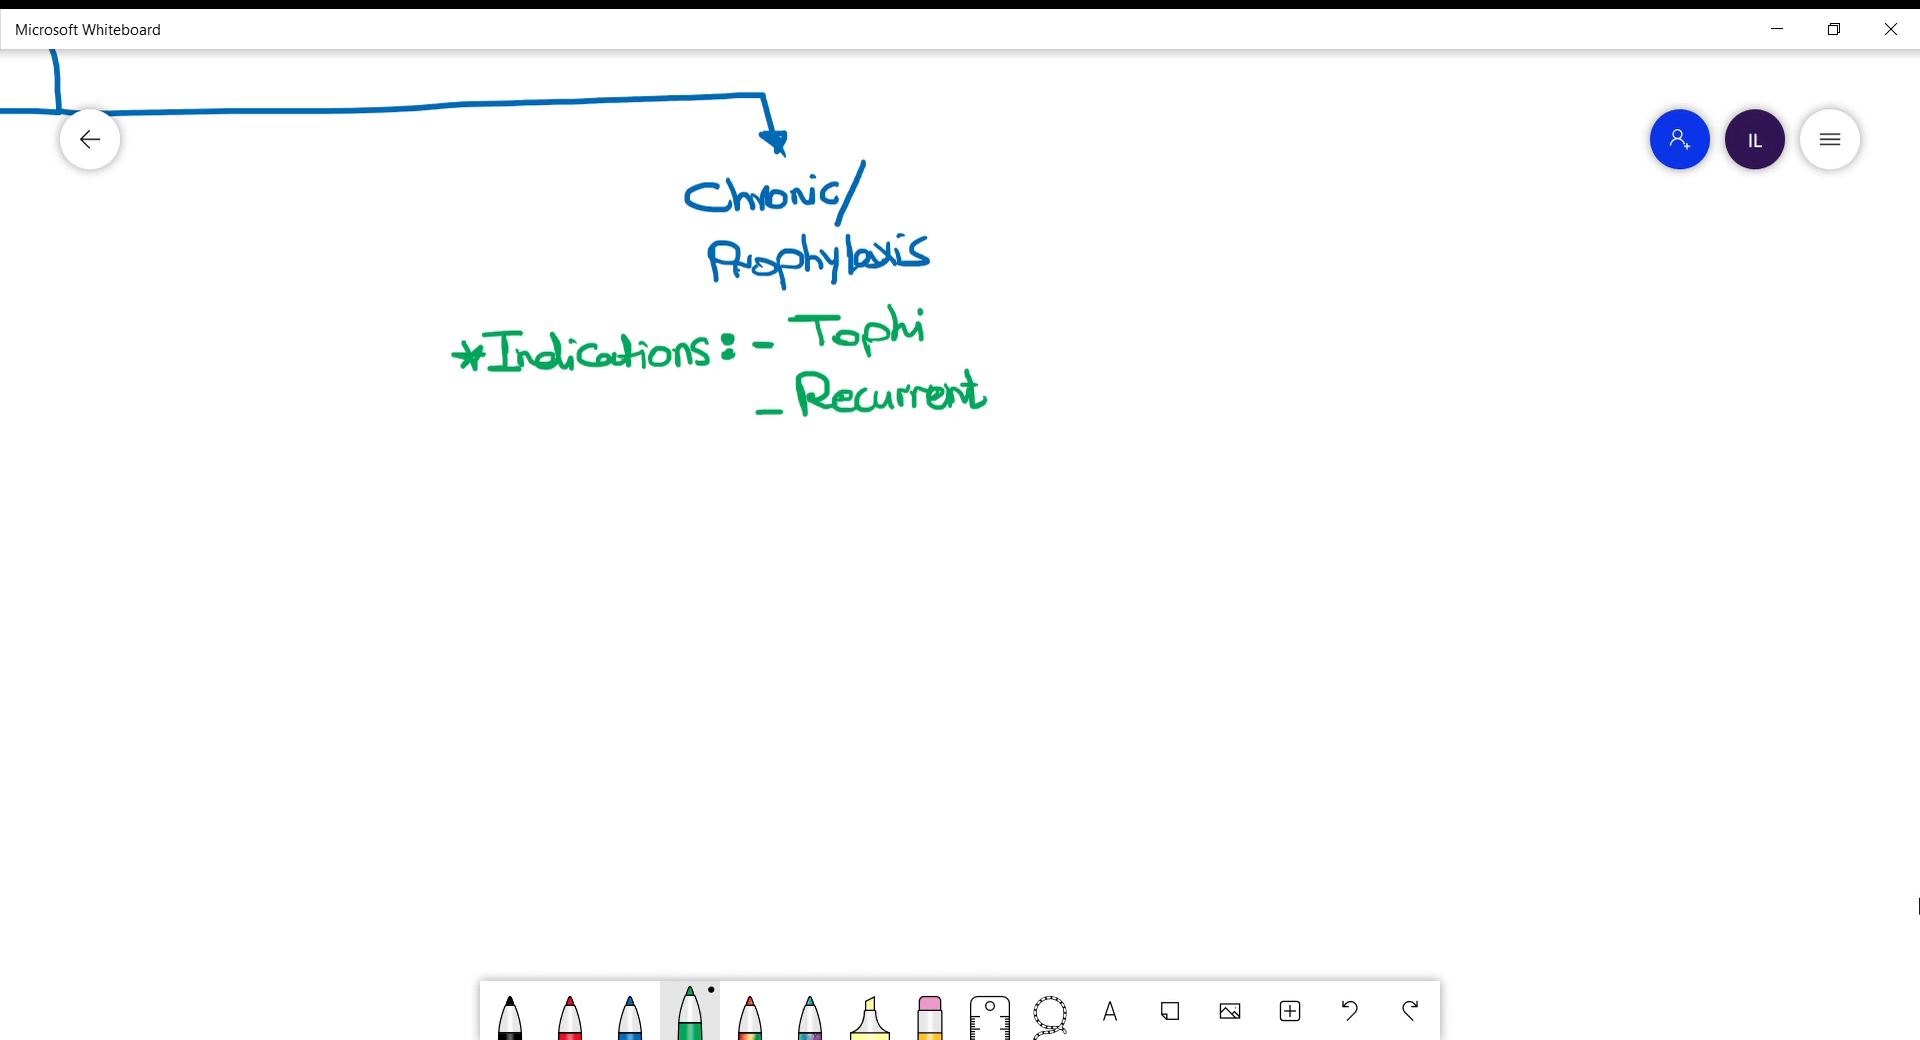 Microsoft Whiteboard
IL
Chronic/
Prophylaxis
*Indications: - Tophi
- Recurrent
A